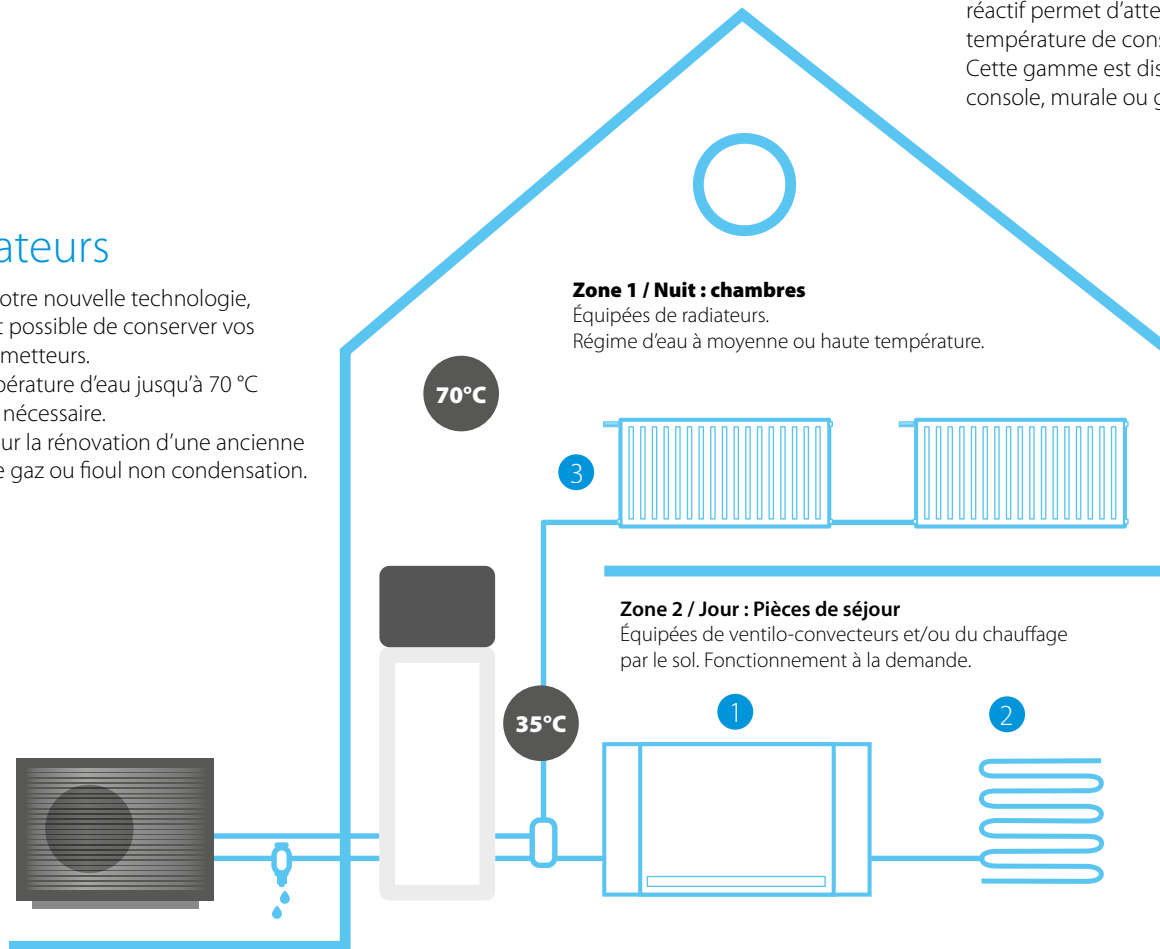 réactif permet d’atte
température de cons
Cette gamme est dis
console, murale ou g
ateurs
otre nouvelle technologie,
t possible de conserver vos
metteurs.
pérature d’eau jusqu’à 70 °C
nécessaire.
ur la rénovation d’une ancienne
e gaz ou fioul non condensation.
Zone 1 / Nuit : chambres
Équipées de radiateurs.
Régime d’eau à moyenne ou haute température.
70°C
3
Zone 2 / Jour : Pièces de séjour
Équipées de ventilo-convecteurs et/ou du chauffage
par le sol. Fonctionnement à la demande.
35°C
1
2